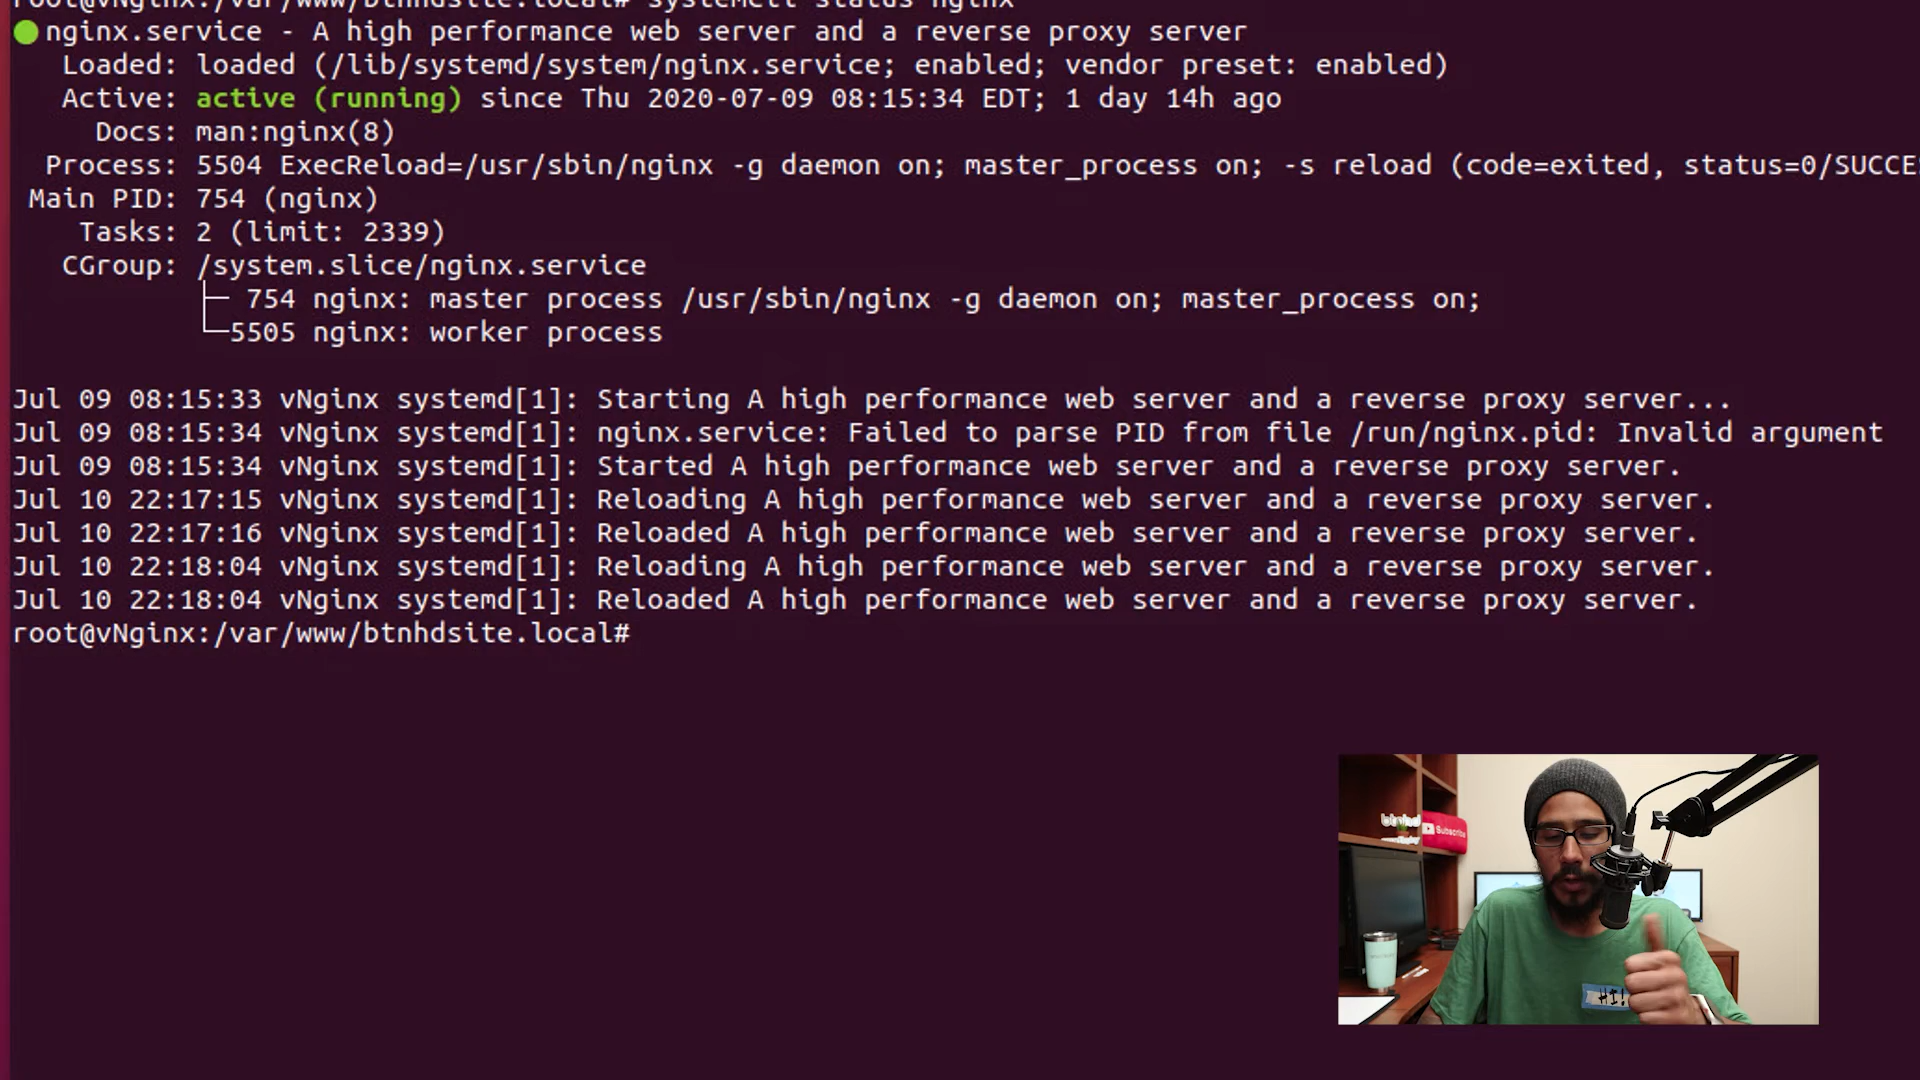 root@vNginx:/var/www/btnhdsite.local# systemctl status nginx
nginx.service - A high performance web server and a reverse proxy server
Loaded: loaded (/lib/systemd/system/nginx.service; enabled; vendor preset: enabled)
Active: active (running) since Thu 2020-07-09 08:15:34 EDT; 1 day 14h ago
Docs: man:nginx(8)
Process: 5504 ExecReload=/usr/sbin/nginx -g daemon on; master_process on; -s reload (code=exited, status=0/SUCCES
Main PID: 754 (nginx)
Tasks: 2 (limit: 2339)
CGroup: /system.slice/nginx.service
├─ 754 nginx: master process /usr/sbin/nginx -g daemon on; master_process on;
└─5505 nginx: worker process
Jul 09 08:15:33 vNginx systemd[1]: Starting A high performance web server and a reverse proxy server...
Jul 09 08:15:34 vNginx systemd[1]: nginx.service: Failed to parse PID from file /run/nginx.pid: Invalid argument
Jul 09 08:15:34 vNginx systemd[1]: Started A high performance web server and a reverse proxy server.
Jul 10 22:17:15 vNginx systemd[1]: Reloading A high performance web server and a reverse proxy server.
Jul 10 22:17:16 vNginx systemd[1]: Reloaded A high performance web server and a reverse proxy server.
Jul 10 22:18:04 vNginx systemd[1]: Reloading A high performance web server and a reverse proxy server.
Jul 10 22:18:04 vNginx systemd[1]: Reloaded A high performance web server and a reverse proxy server.
root@vNginx:/var/www/btnhdsite.local#
btnhd
Subscribe
HI!